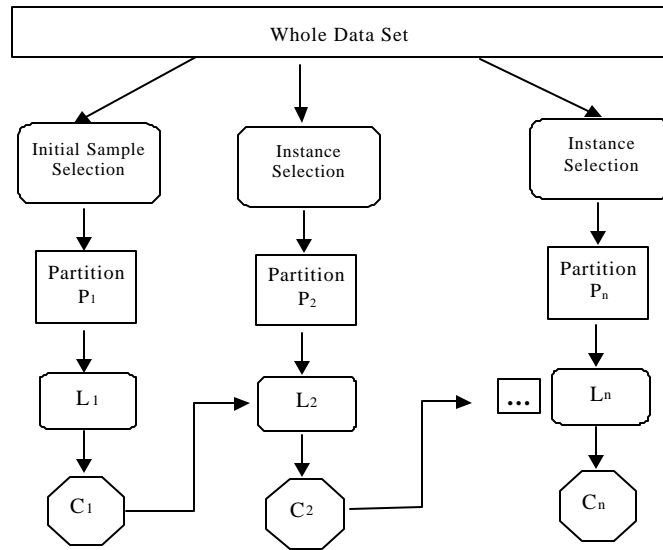 Whole Data Set
Initial Sample
Selection
Instance
Selection
Instance
Selection
Partition
P1
Partition
P2
Partition
Pn
L1
L2
...
Ln
C1
C2
Cn